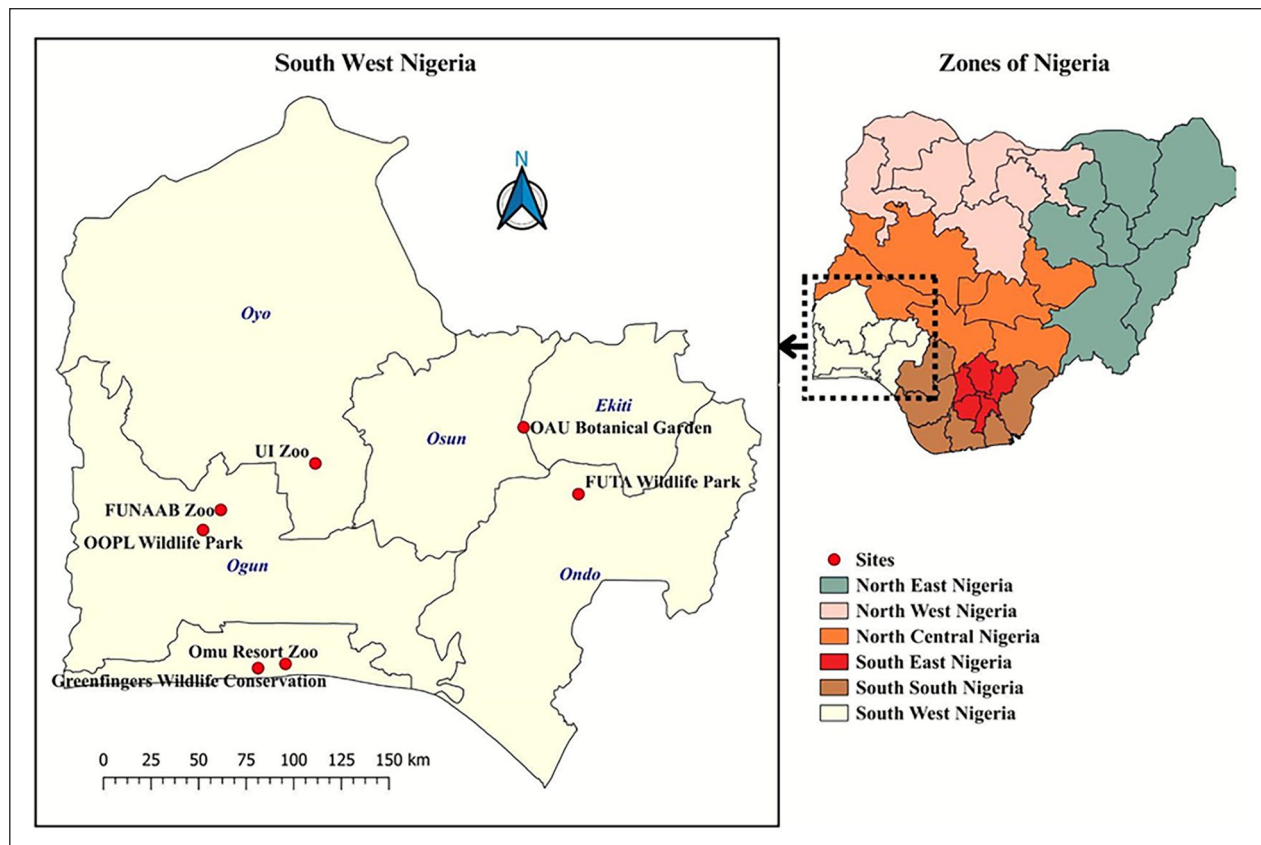 South West Nigeria
Zones of Nigeria
N
Oyo
Ekiti
OAU Botanical Garden
Osun
UI Zoo
FUTA Wildlife Park
FUNAAB Zoo
OOPL Wildlife Park
Ogun
Ondo
Omu Resort Zoo
Greenfingers Wildlife Conservation
0 25 50 75 100 125 150 km
Sites
North East Nigeria
North West Nigeria
North Central Nigeria
South East Nigeria
South South Nigeria
South West Nigeria